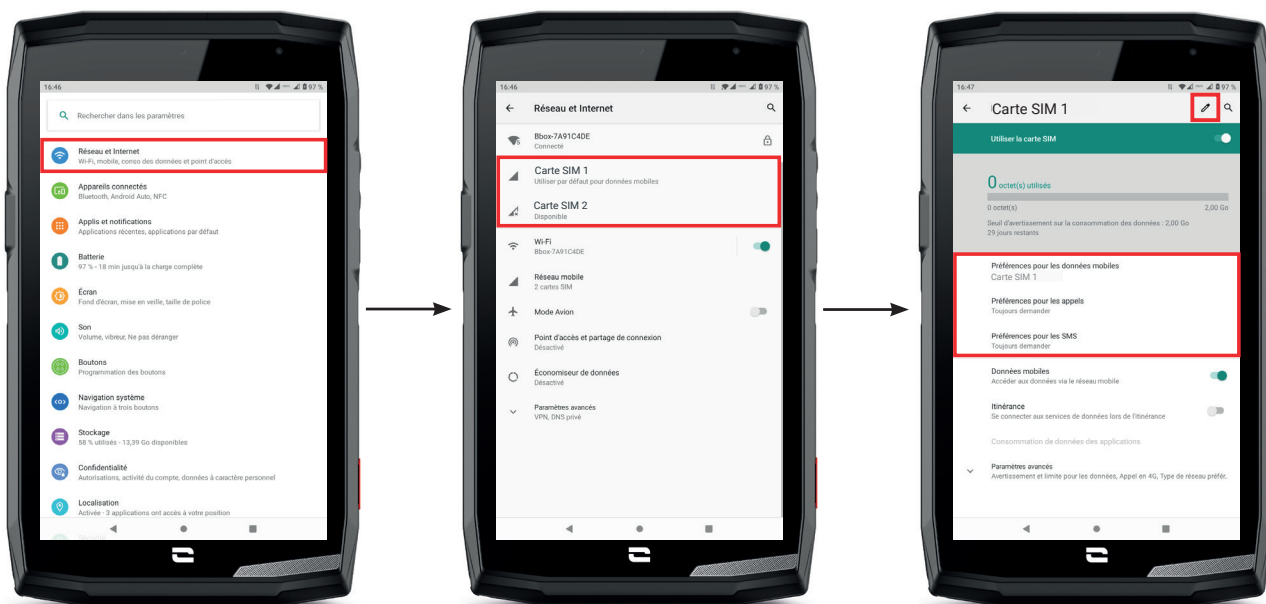 16:46
97 %
Rechercher dans les paramètres
Réseau et Internet
Wi-Fi, mobile, conso des données et point d'accès
Appareils connectés
Bluetooth, Android Auto, NFC
Applis et notifications
Applications récentes, applications par défaut
Batterie
97 % - 18 min jusqu'à la charge complète
Écran
Fond d'écran, mise en veille, taille de police
Son
Volume, vibreur, Ne pas déranger
Boutons
Programmation des boutons
Navigation système
Navigation à trois boutons
Stockage
58 % utilisés - 13,39 Go disponibles
Confidentialité
Autorisations, activité du compte, données à caractère personnel
Localisation
Activée - 3 applications ont accès à votre position
16:46
97 %
Réseau et Internet
Bbox-7A91C4DE
Connecté
Carte SIM 1
Utiliser par défaut pour données mobiles
Carte SIM 2
Disponible
Wi-Fi
Bbox-7A91C4DE
Réseau mobile
2 cartes SIM
Mode Avion
Point d'accès et partage de connexion
Désactivé
Économiseur de données
Désactivé
Paramètres avancés
VPN, DNS privé
16:47
97 %
Carte SIM 1
Utiliser la carte SIM
0 octet(s) utilisés
0 octet(s) 2,00 Go
Seuil d'avertissement sur la consommation des données : 2,00 Go
29 jours restants
Préférences pour les données mobiles
Carte SIM 1
Préférences pour les appels
Toujours demander
Préférences pour les SMS
Toujours demander
Données mobiles
Accéder aux données via le réseau mobile
Itinérance
Se connecter aux services de données lors de l'itinérance
Consommation de données des applications
Paramètres avancés
Avertissement et limite pour les données, Appel en 4G, Type de réseau préfér.